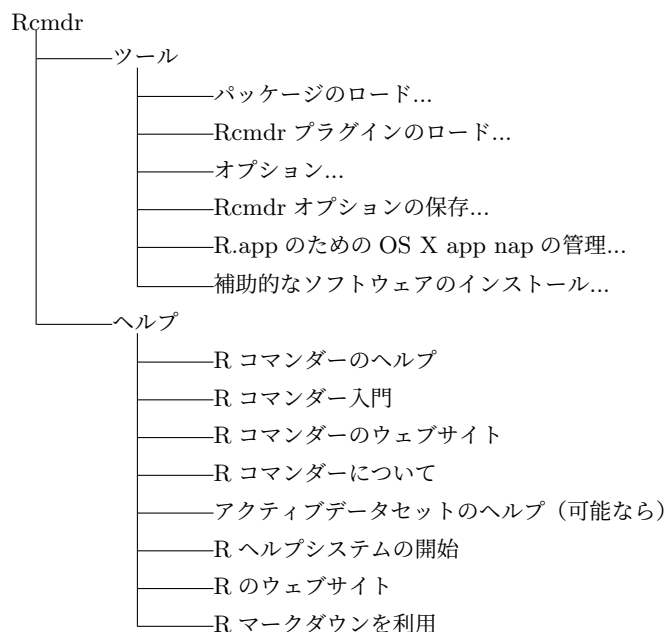 Rcmdr
ツール
パッケージのロード...
Rcmdr プラグインのロード...
オプション...
Rcmdr オプションの保存...
R.app のための OS X app nap の管理...
補助的なソフトウェアのインストール...
ヘルプ
R コマンダーのヘルプ
R コマンダー入門
R コマンダーのウェブサイト
R コマンダーについて
アクティブデータセットのヘルプ（可能なら）
R ヘルプシステムの開始
R のウェブサイト
R マークダウンを利用